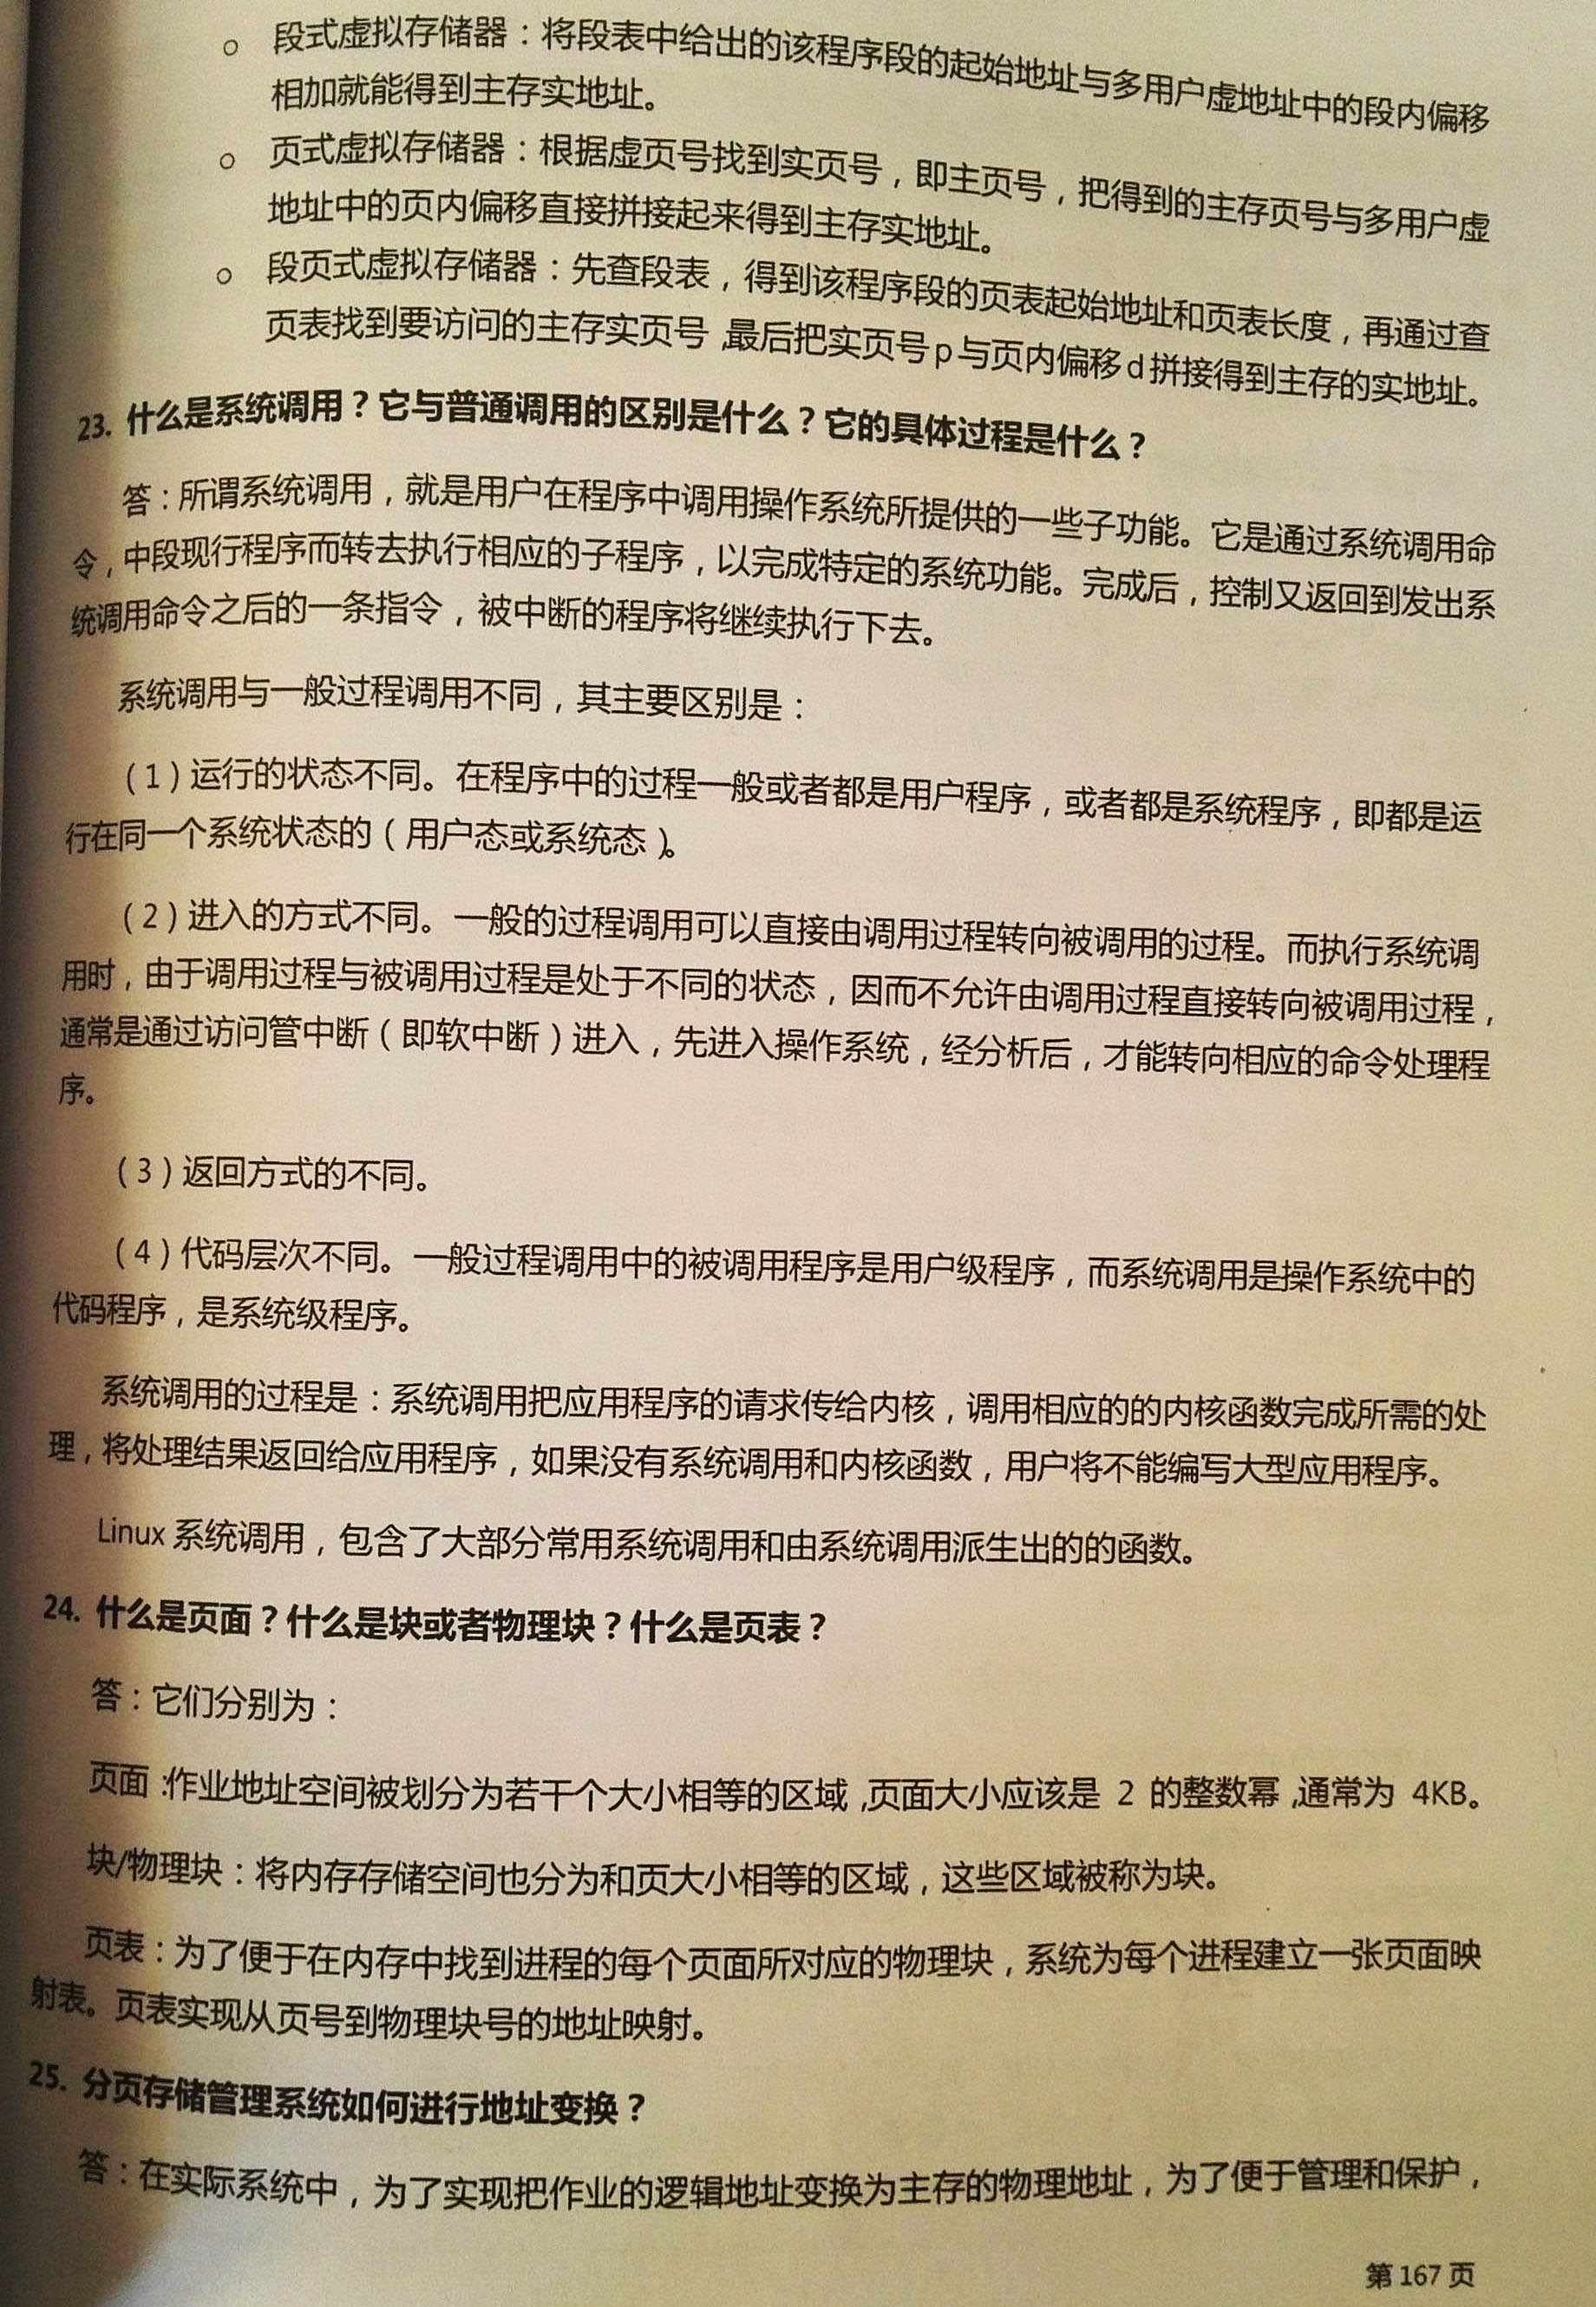 ○ 段式虚拟存储器：将段表中给出的该程序段的起始地址与多用户虚地址中的段内偏移
相加就能得到主存实地址。
○ 页式虚拟存储器：根据虚页号找到实页号，即主页号，把得到的主存页号与多用户虚
地址中的页内偏移直接拼接起来得到主存实地址。
○ 段页式虚拟存储器：先查段表，得到该程序段的页表起始地址和页表长度，再通过查
页表找到要访问的主存实页号，最后把实页号p与页内偏移d拼接得到主存的实地址。
23. 什么是系统调用？它与普通调用的区别是什么？它的具体过程是什么？
答：所谓系统调用，就是用户在程序中调用操作系统所提供的一些子功能。它是通过系统调用命
令，中段现行程序而转去执行相应的子程序，以完成特定的系统功能。完成后，控制又返回到发出系
统调用命令之后的一条指令，被中断的程序将继续执行下去。
系统调用与一般过程调用不同，其主要区别是：
（1）运行的状态不同。在程序中的过程一般或者都是用户程序，或者都是系统程序，即都是运
行在同一个系统状态的（用户态或系统态）。
（2）进入的方式不同。一般的过程调用可以直接由调用过程转向被调用的过程。而执行系统调
用时，由于调用过程与被调用过程是处于不同的状态，因而不允许由调用过程直接转向被调用过程，
通常是通过访问管中断（即软中断）进入，先进入操作系统，经分析后，才能转向相应的命令处理程
序。
（3）返回方式的不同。
（4）代码层次不同。一般过程调用中的被调用程序是用户级程序，而系统调用是操作系统中的
代码程序，是系统级程序。
系统调用的过程是：系统调用把应用程序的请求传给内核，调用相应的的内核函数完成所需的处
理，将处理结果返回给应用程序，如果没有系统调用和内核函数，用户将不能编写大型应用程序。
Linux 系统调用，包含了大部分常用系统调用和由系统调用派生出的的函数。
24. 什么是页面？什么是块或者物理块？什么是页表？
答：它们分别为：
页面：作业地址空间被划分为若干个大小相等的区域，页面大小应该是 2 的整数幂，通常为 4KB。
块/物理块：将内存存储空间也分为和页大小相等的区域，这些区域被称为块。
页表：为了便于在内存中找到进程的每个页面所对应的物理块，系统为每个进程建立一张页面映
射表。页表实现从页号到物理块号的地址映射。
25. 分页存储管理系统如何进行地址变换？
答：在实际系统中，为了实现把作业的逻辑地址变换为主存的物理地址，为了便于管理和保护，
第 167 页